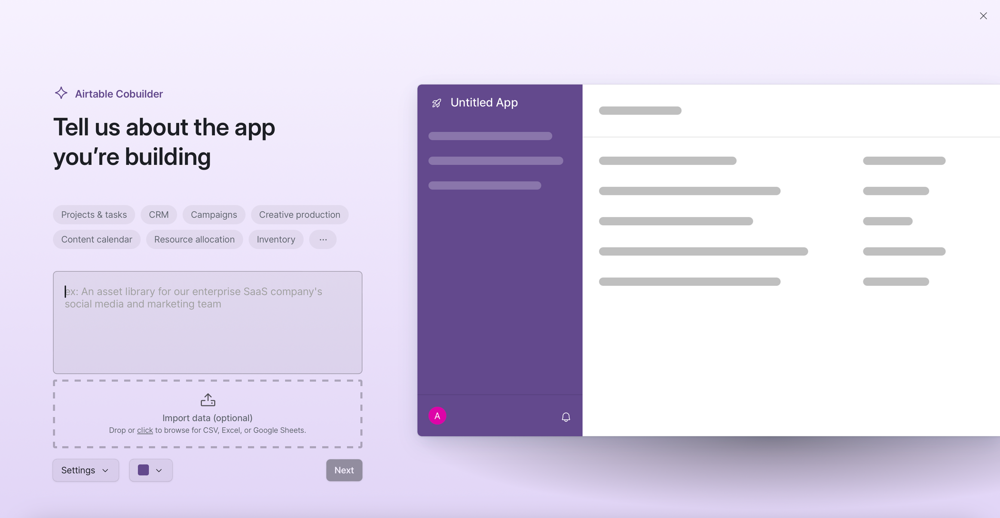 Airtable Cobuilder
Tell us about the app
you’re building
Projects & tasks
CRM
Campaigns
Creative production
Content calendar
Resource allocation
Inventory
...
ex: An asset library for our enterprise SaaS company's
social media and marketing team
Import data (optional)
Drop or click to browse for CSV, Excel, or Google Sheets.
Settings
Next
Untitled App
A